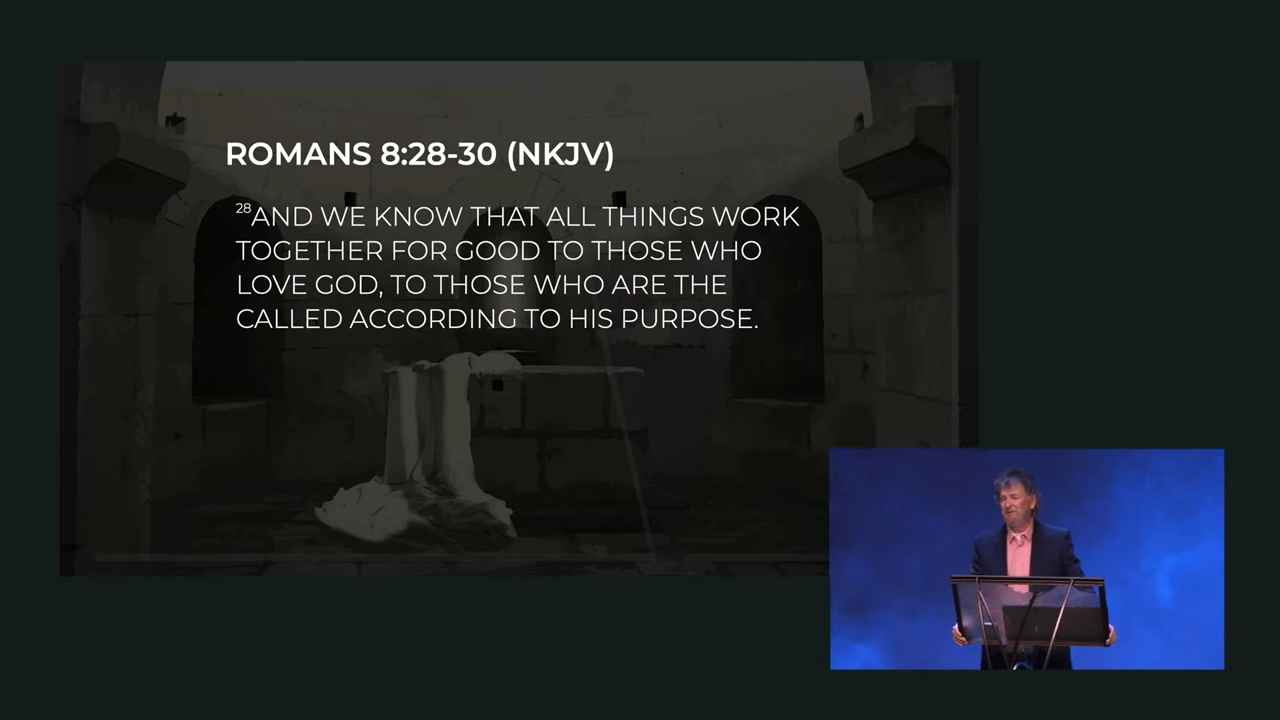 ROMANS 8:28-30 (NKJV)
28AND WE KNOW THAT ALL THINGS WORK
TOGETHER FOR GOOD TO THOSE WHO
LOVE GOD, TO THOSE WHO ARE THE
CALLED ACCORDING TO HIS PURPOSE.